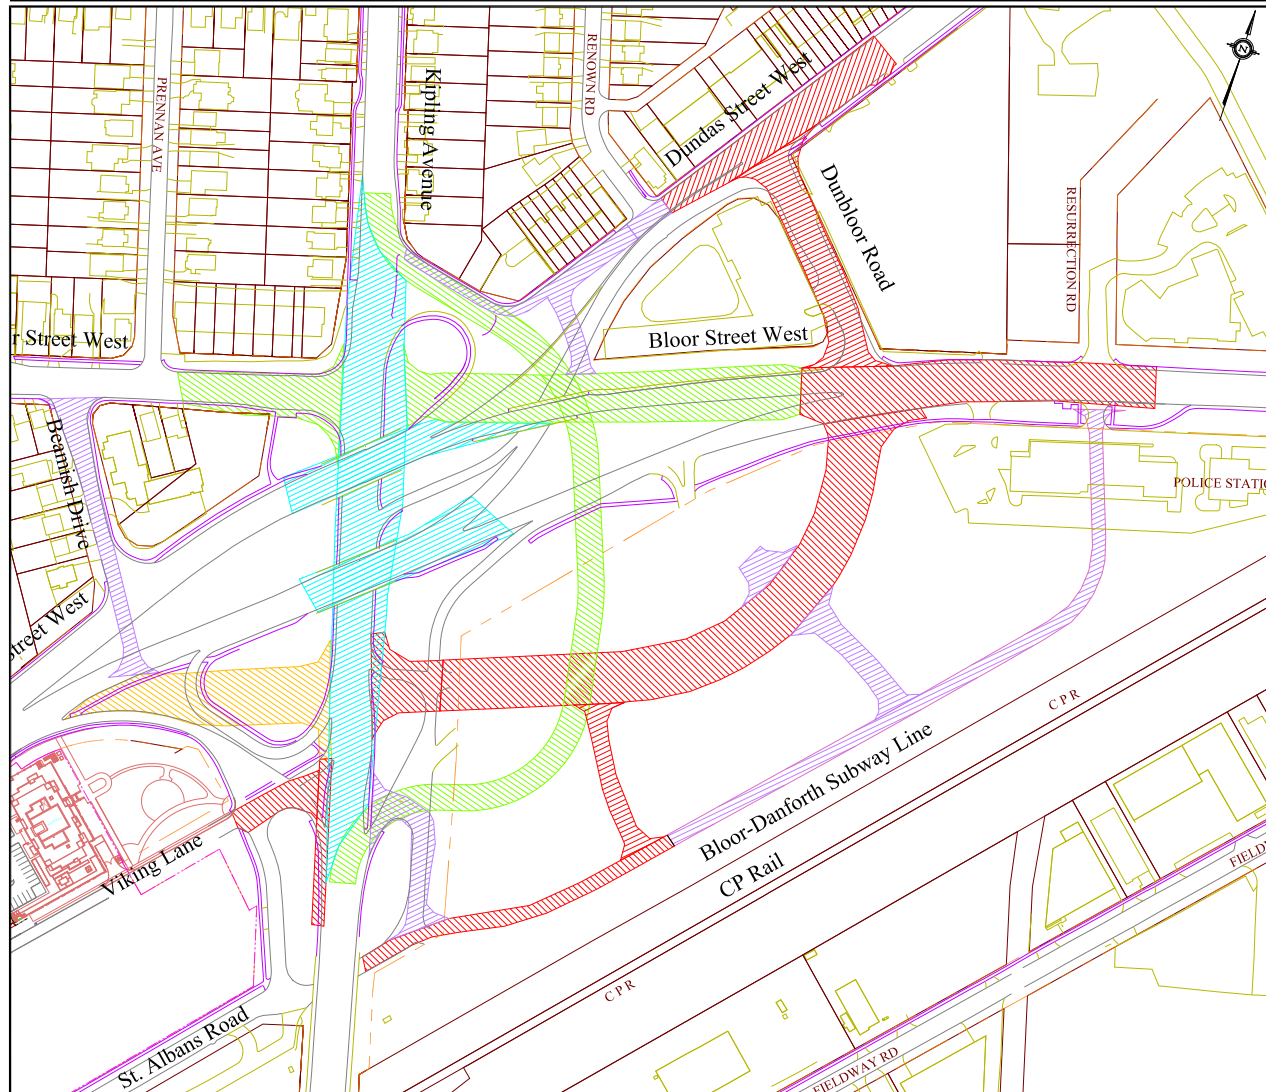 PRENNAN AVE
Kipling Avenue
RENOWN RD
Dundas Street West
N
Dunbloor Road
RESURRECTION RD
r Street West
Bloor Street West
Beamish Drive
POLICE STATIO
Street West
CPR
Bloor-Danforth Subway Line
CP Rail
Viking Lane
FIELDW
CPR
St. Albans Road
FIELDWAY RD